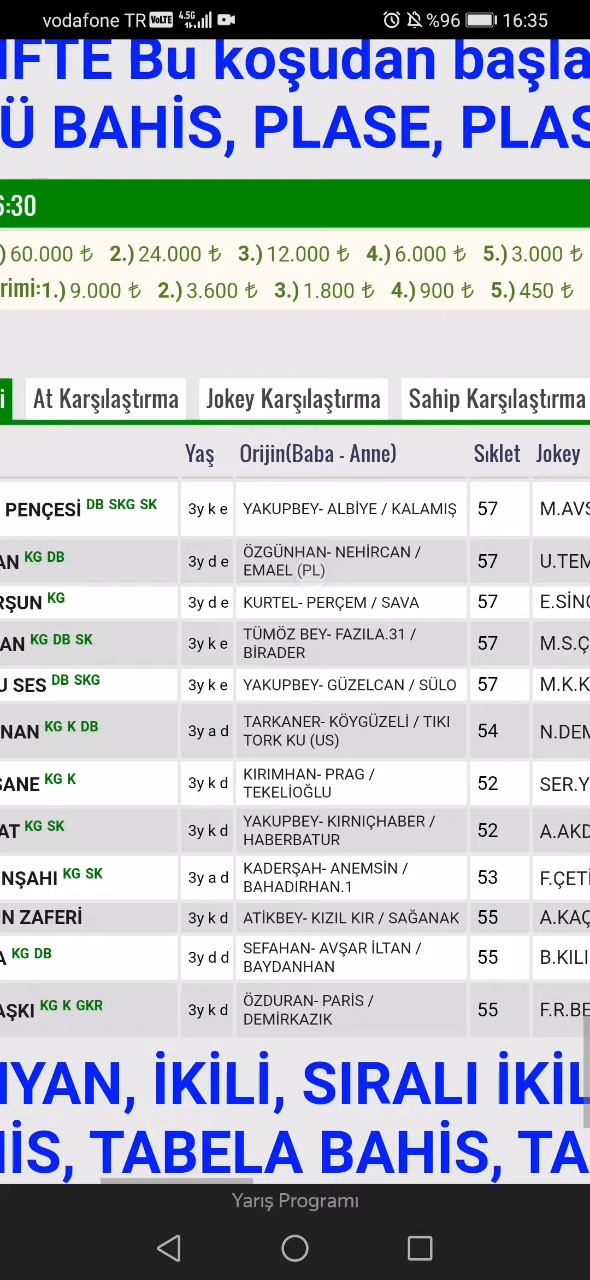 vodafone TR VoLTE 4.5G %96 16:35
İFTE Bu koşudan başla
Ü BAHİS, PLASE, PLAS
6:30
) 60.000 ₺ 2.) 24.000 ₺ 3.) 12.000 ₺ 4.) 6.000 ₺ 5.) 3.000 ₺
rimi:1.) 9.000 ₺ 2.) 3.600 ₺ 3.) 1.800 ₺ 4.) 900 ₺ 5.) 450 ₺
i At Karşılaştırma Jokey Karşılaştırma Sahip Karşılaştırma
Yaş Orijin(Baba - Anne) Sıklet Jokey
PENÇESİ DB SKG SK 3y k e YAKUPBEY- ALBİYE / KALAMIŞ 57 M.AVS
AN KG DB 3y d e ÖZGÜNHAN- NEHİRCAN / EMAEL (PL) 57 U.TEM
RŞUN KG 3y d e KURTEL- PERÇEM / SAVA 57 E.SİNG
AN KG DB SK 3y k e TÜMÖZ BEY- FAZILA.31 / BİRADER 57 M.S.Ç
U SES DB SKG 3y k e YAKUPBEY- GÜZELCAN / SÜLO 57 M.K.K
NAN KG K DB 3y a d TARKANER- KÖYGÜZELİ / TIKI TORK KU (US) 54 N.DEM
SANE KG K 3y k d KIRIMHAN- PRAG / TEKELİOĞLU 52 SER.Y
AT KG SK 3y k d YAKUPBEY- KIRNIÇHABER / HABERBATUR 52 A.AKD
NŞAHI KG SK 3y a d KADERŞAH- ANEMSİN / BAHADIRHAN.1 53 F.ÇETİ
N ZAFERİ 3y k d ATİKBEY- KIZIL KIR / SAĞANAK 55 A.KAÇ
A KG DB 3y d d SEFAHAN- AVŞAR İLTAN / BAYDANHAN 55 B.KILI
AŞKI KG K GKR 3y k d ÖZDURAN- PARİS / DEMİRKAZIK 55 F.R.BE
IYAN, İKİLİ, SIRALI İKİL
HİS, TABELA BAHİS, TA
Yarış Programı